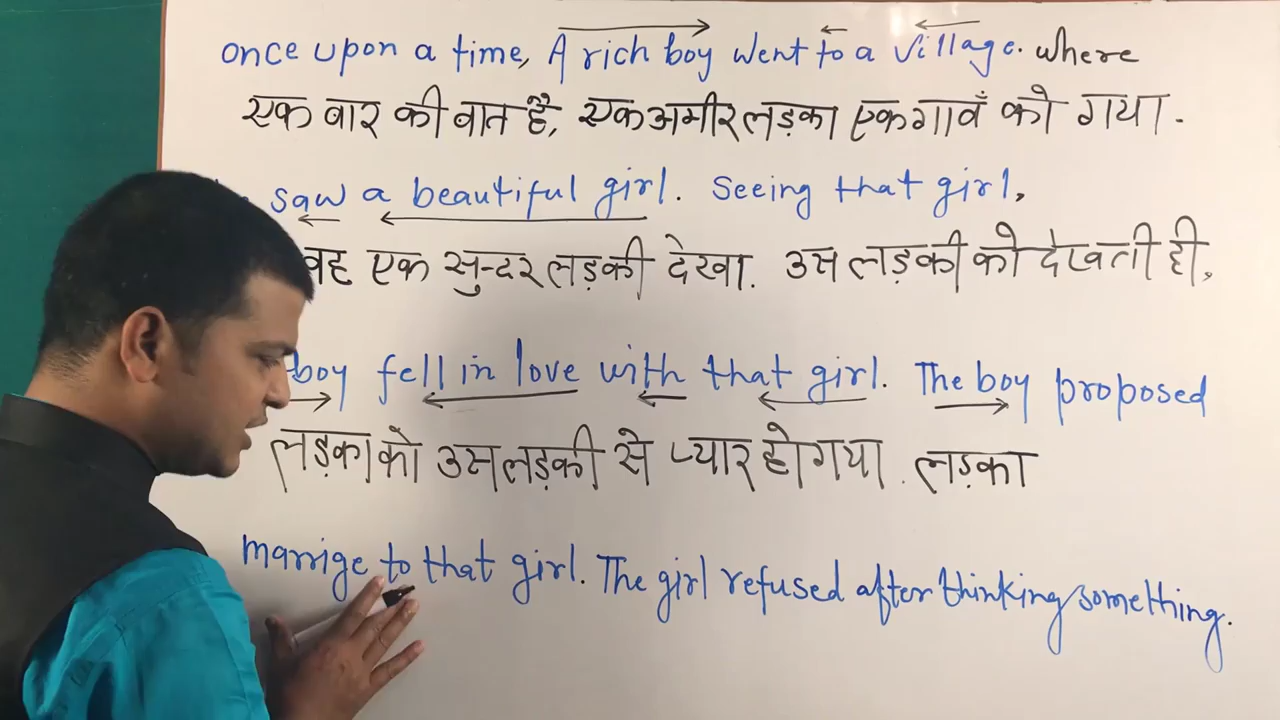 once upon a time, A rich boy went to a village. where
एक बार की बात है, एक अमीर लड़का एक गावँ को गया.
saw a beautiful girl. Seeing that girl,
वह एक सुन्दर लड़की देखा. उस लड़की को देखती ही,
boy fell in love with that girl. The boy proposed
लड़का को उस लड़की से प्यार हो गया. लड़का
marrige to that girl. The girl refused after thinking something.